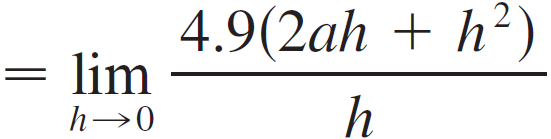 = lim h→0 4.9(2ah + h²) / h